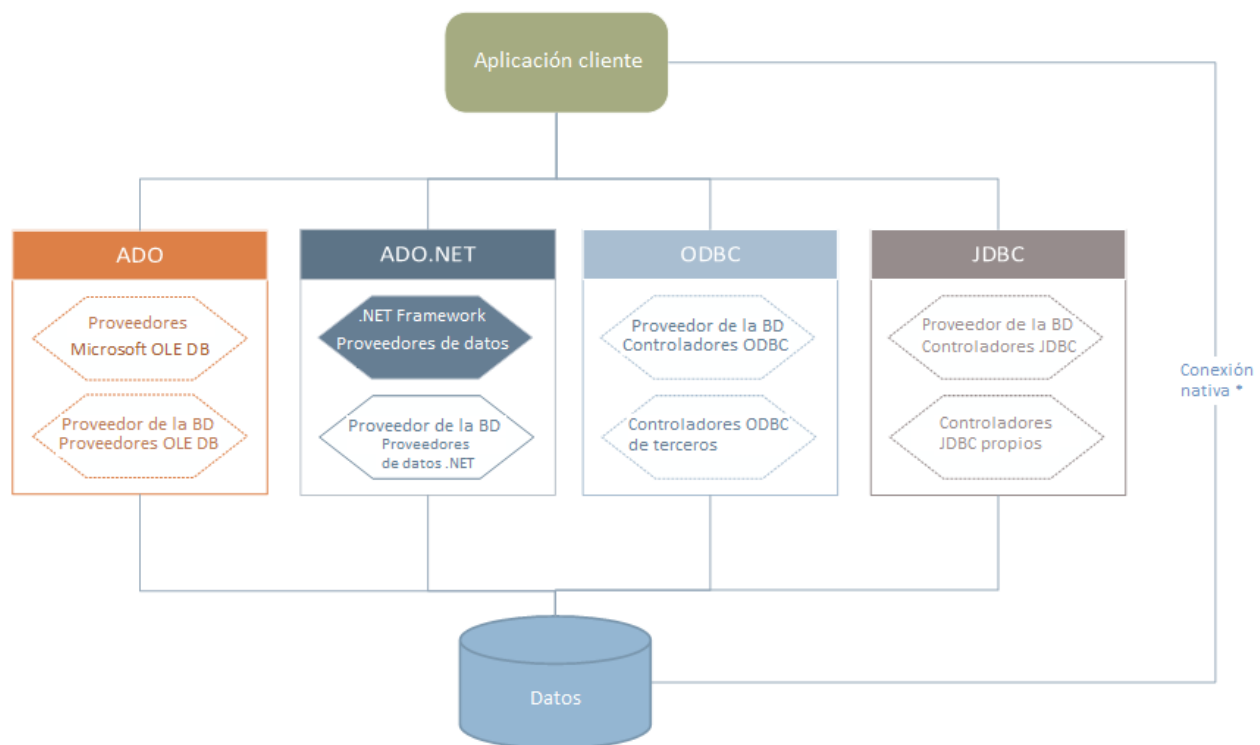 Aplicación cliente
ADO
Proveedores
Microsoft OLE DB
Proveedor de la BD
Proveedores OLE DB
ADO.NET
.NET Framework
Proveedores de datos
Proveedor de la BD
Proveedores
de datos .NET
ODBC
Proveedor de la BD
Controladores ODBC
Controladores ODBC
de terceros
JDBC
Proveedor de la BD
Controladores JDBC
Controladores
JDBC propios
Conexión
nativa *
Datos